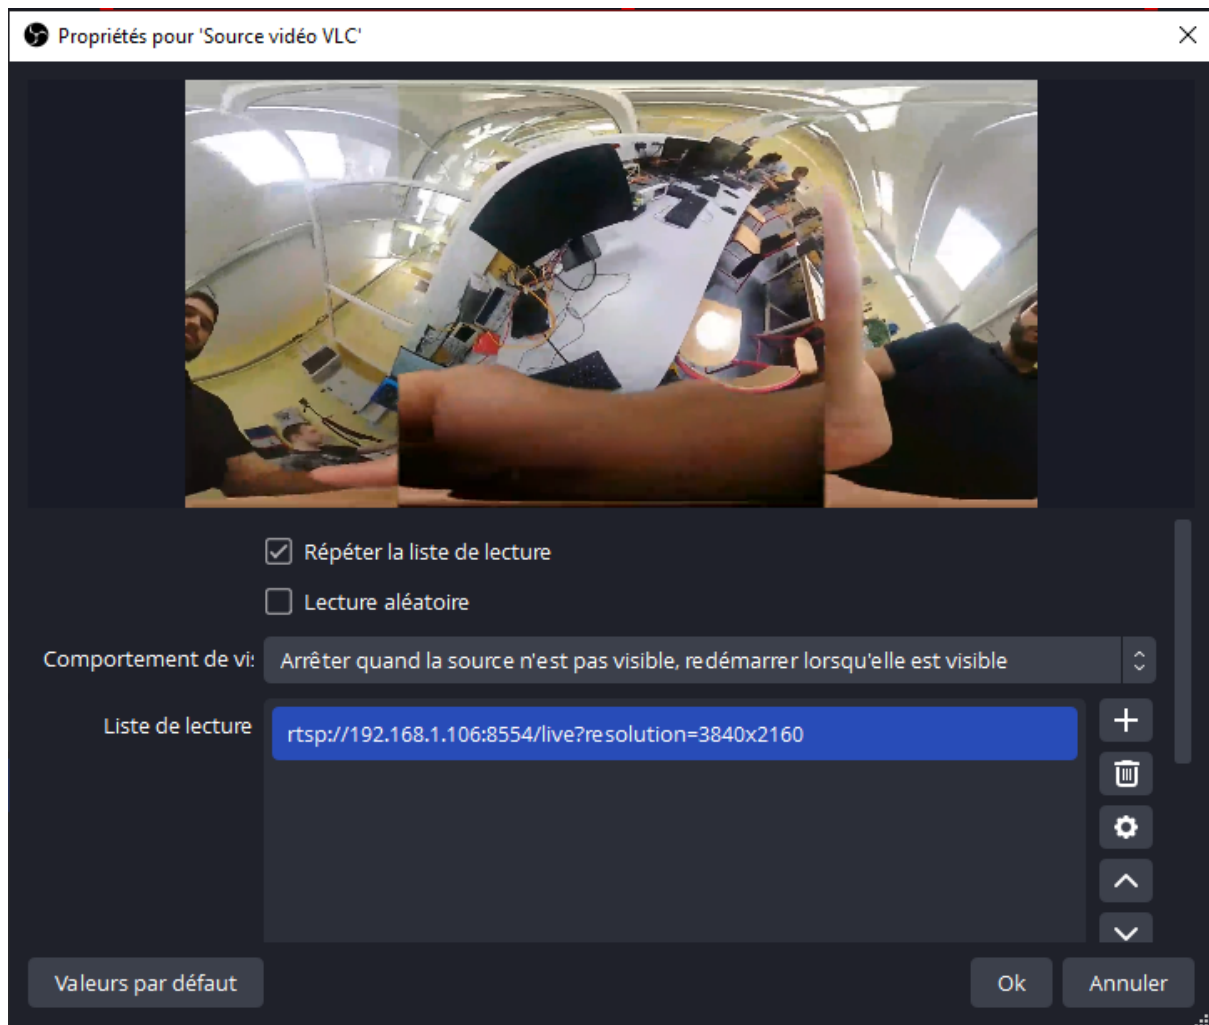 Propriétés pour 'Source vidéo VLC'
Répéter la liste de lecture
Lecture aléatoire
Comportement de vi
Arrêter quand la source n'est pas visible, redémarrer lorsqu'elle est visible
Liste de lecture
rtsp://192.168.1.106:8554/live?resolution=3840x2160
Valeurs par défaut
Ok
Annuler